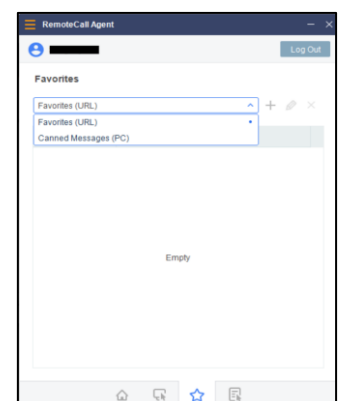 RemoteCall Agent
Log Out
Favorites
Favorites (URL)
Favorites (URL)
Canned Messages (PC)
Empty